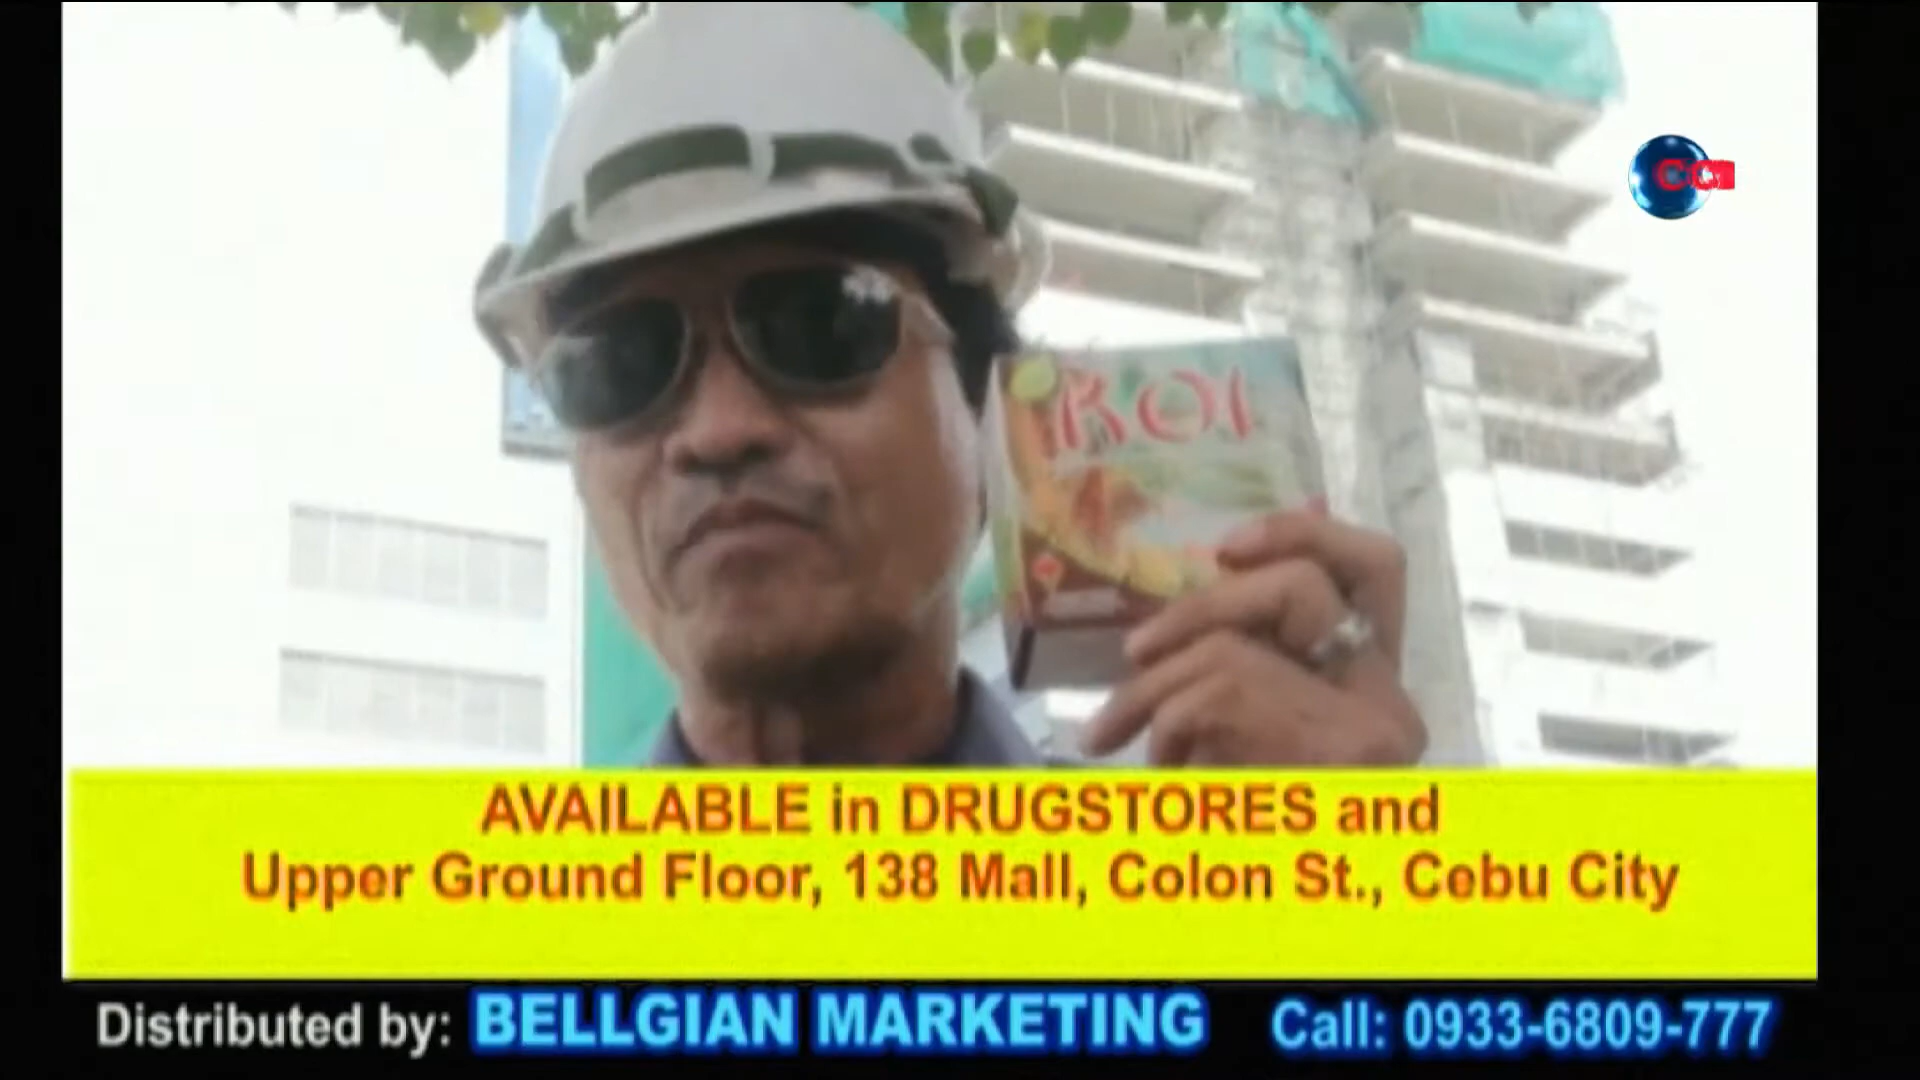 ROI
AVAILABLE in DRUGSTORES and
Upper Ground Floor, 138 Mall, Colon St., Cebu City
Distributed by: BELLGIAN MARKETING Call: 0933-6809-777